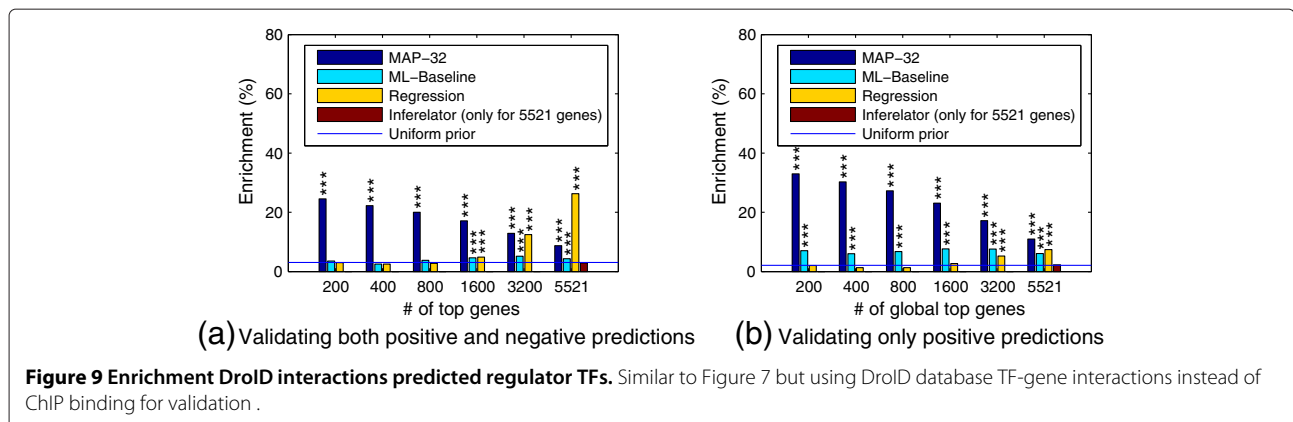 80
60
40
20
0
Enrichment (%)
MAP-32
ML-Baseline
Regression
Inferelator (only for 5521 genes)
Uniform prior
***
***
***
***
***
***
***
***
***
***
***
***
200 400 800 1600 3200 5521
# of top genes
(a) Validating both positive and negative predictions
80
60
40
20
0
Enrichment (%)
MAP-32
ML-Baseline
Regression
Inferelator (only for 5521 genes)
Uniform prior
***
***
***
***
***
***
***
***
***
***
***
***
***
***
200 400 800 1600 3200 5521
# of global top genes
(b) Validating only positive predictions
Figure 9 Enrichment DroID interactions predicted regulator TFs. Similar to Figure 7 but using DroID database TF-gene interactions instead of
ChIP binding for validation .